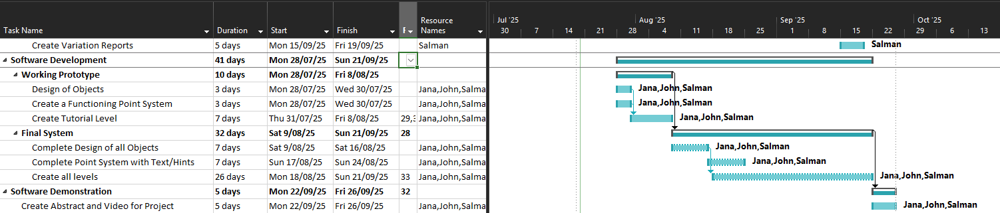 Jul '25 Aug '25 Sep '25 Oct '25
Task Name Duration Start Finish Resource Names 30 7 14 21 28 4 11 18 25 1 8 15 22 29 6 13
Create Variation Reports 5 days Mon 15/09/25 Fri 19/09/25 Salman Salman
Software Development 41 days Mon 28/07/25 Sun 21/09/25
Working Prototype 10 days Mon 28/07/25 Fri 8/08/25
Design of Objects 3 days Mon 28/07/25 Wed 30/07/25 Jana,John,Salma Jana,John,Salman
Create a Functioning Point System 3 days Mon 28/07/25 Wed 30/07/25 Jana,John,Salma Jana,John,Salman
Create Tutorial Level 7 days Thu 31/07/25 Fri 8/08/25 29,3 Jana,John,Salma Jana,John,Salman
Final System 32 days Sat 9/08/25 Sun 21/09/25 28
Complete Design of all Objects 7 days Sat 9/08/25 Sat 16/08/25 Jana,John,Salma Jana,John,Salman
Complete Point System with Text/Hints 7 days Sun 17/08/25 Sun 24/08/25 Jana,John,Salma Jana,John,Salman
Create all levels 26 days Mon 18/08/25 Sun 21/09/25 33 Jana,John,Salma Jana,John,Salman
Software Demonstration 5 days Mon 22/09/25 Fri 26/09/25 32
Create Abstract and Video for Project 5 days Mon 22/09/25 Fri 26/09/25 Jana,John,Salma Jana,John,Salman